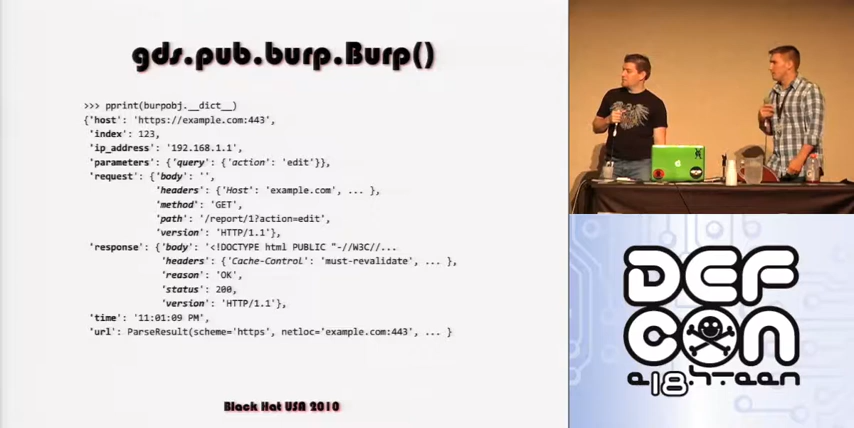 gds.pub.burp.Burp()
>>> pprint(burpobj.__dict__)
{'host': 'https://example.com:443',
'index': 123,
'ip_address': '192.168.1.1',
'parameters': {'query': {'action': 'edit'}},
'request': {'body': '',
'headers': {'Host': 'example.com', ... },
'method': 'GET',
'path': '/report/1?action=edit',
'version': 'HTTP/1.1'},
'response': {'body': '<!DOCTYPE html PUBLIC "-//W3C//...
'headers': {'Cache-Control': 'must-revalidate', ... },
'reason': 'OK',
'status': 200,
'version': 'HTTP/1.1'},
'time': '11:01:09 PM',
'url': ParseResult(scheme='https', netloc='example.com:443', ... }
Black Hat USA 2010
DEF
CON
e18h-teen